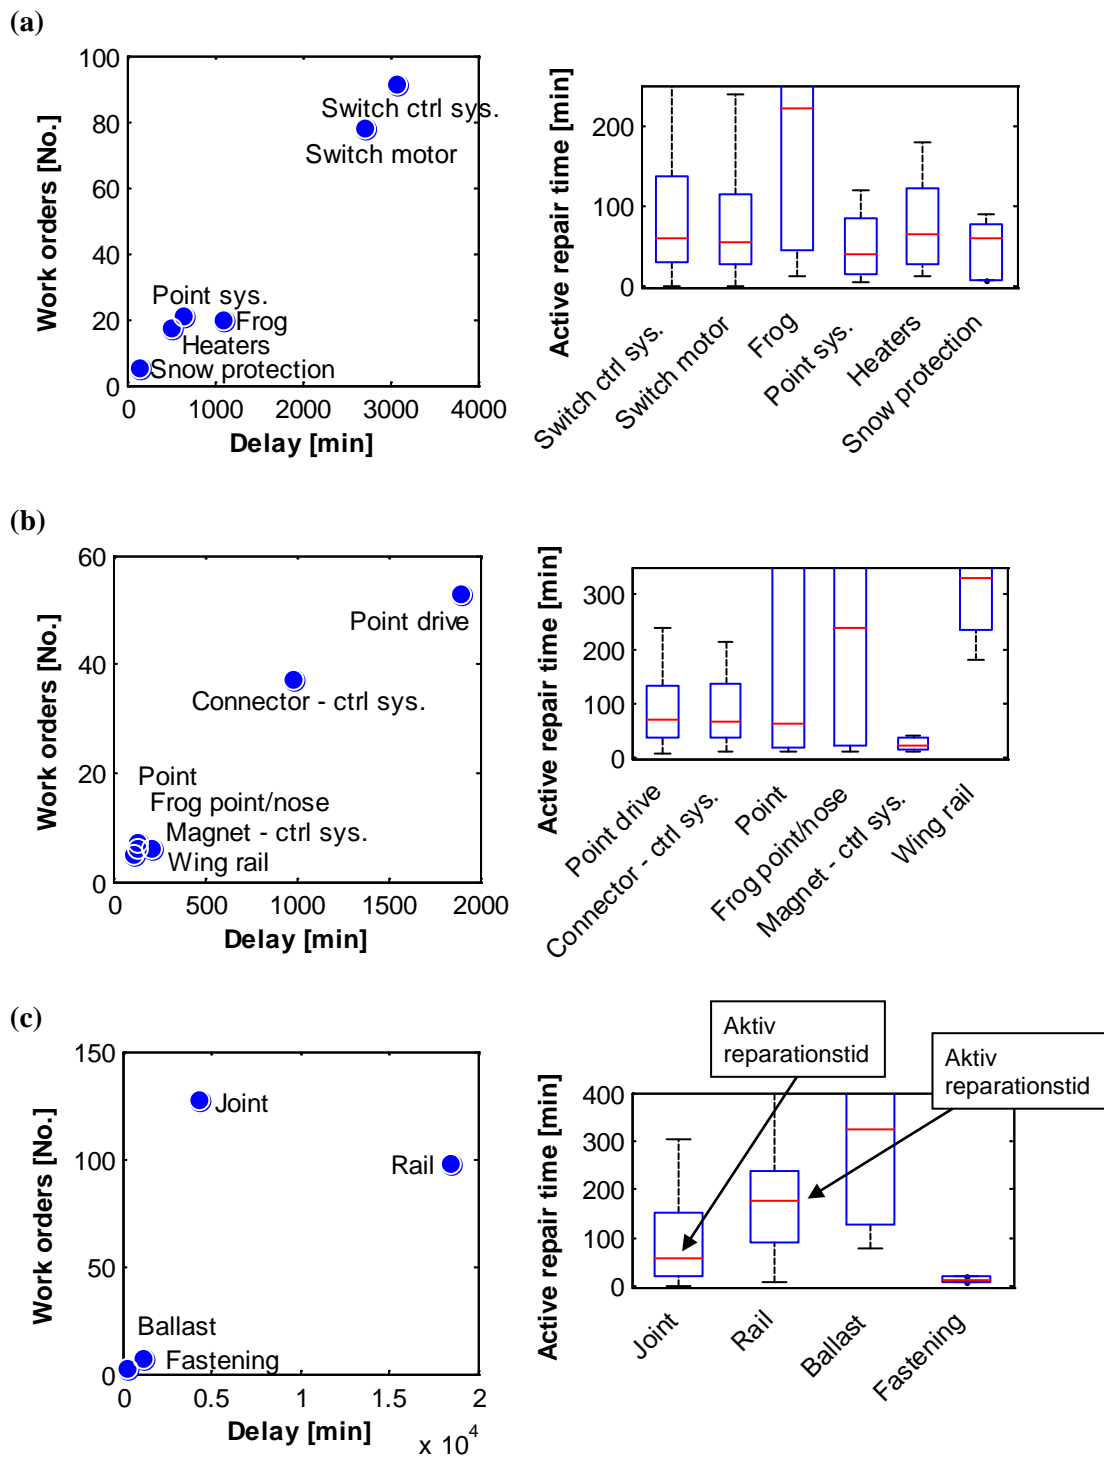 (a)
100
80
60
40
20
0
Work orders [No.]
Switch ctrl sys.
Switch motor
Point sys.
Frog
Heaters
Snow protection
0 1000 2000 3000 4000
Delay [min]
200
100
0
Active repair time [min]
Switch ctrl sys.
Switch motor
Frog
Point sys.
Heaters
Snow protection
(b)
60
40
20
0
Work orders [No.]
Point drive
Connector - ctrl sys.
Point
Frog point/nose
Magnet - ctrl sys.
Wing rail
0 500 1000 1500 2000
Delay [min]
300
200
100
0
Active repair time [min]
Point drive
Connector - ctrl sys.
Point
Frog point/nose
Magnet - ctrl sys.
Wing rail
(c)
150
100
50
0
Work orders [No.]
Joint
Rail
Ballast
Fastening
0 0.5 1 1.5 2
Delay [min]
x 10⁴
Aktiv
reparationstid
Aktiv
reparationstid
400
300
200
100
0
Active repair time [min]
Joint
Rail
Ballast
Fastening